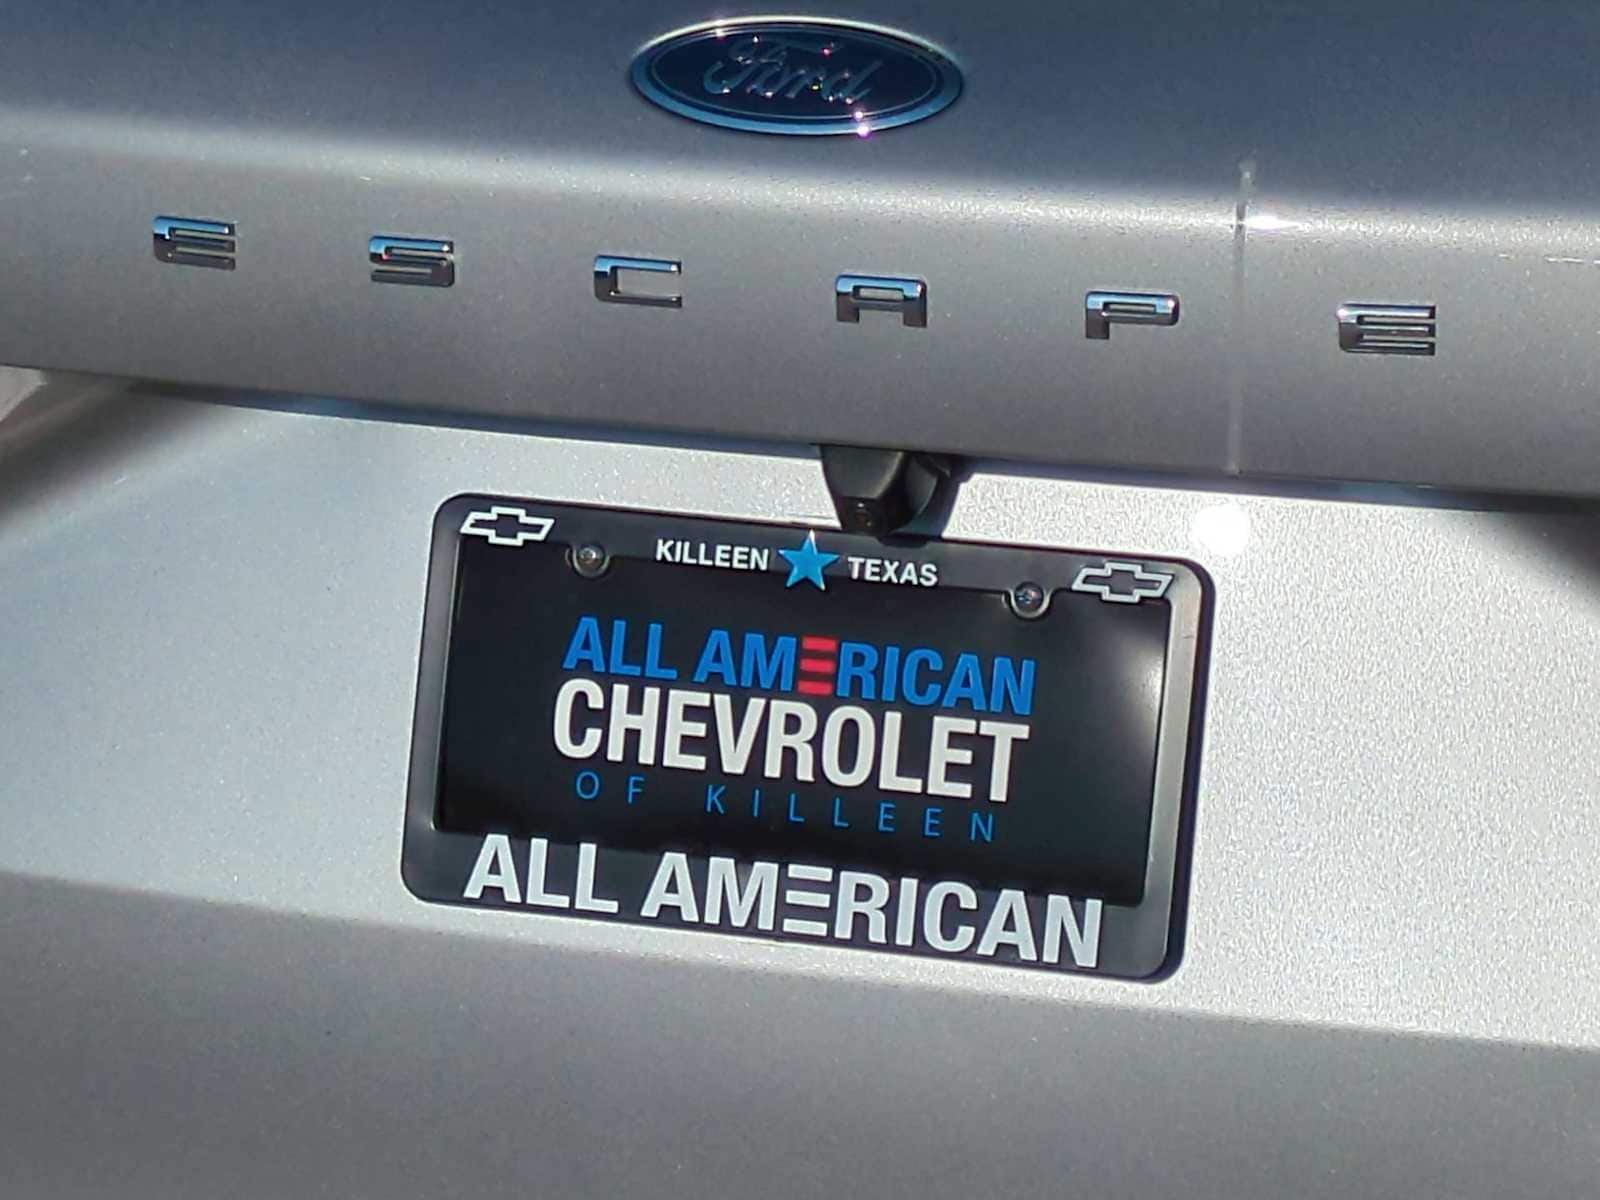 Ford
ESCAPE
KILLEEN TEXAS
ALL AMERICAN
CHEVROLET
OF KILLEEN
ALL AMERICAN